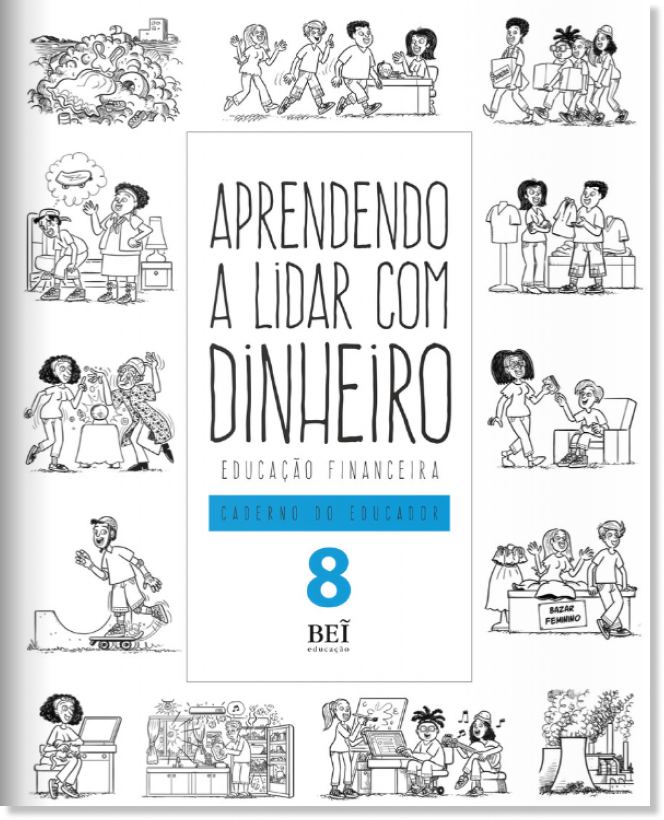 APRENDENDO
A LIDAR COM
DINHEIRO
EDUCAÇÃO FINANCEIRA
CADERNO DO EDUCADOR
8
BEĨ
educação
BAZAR
FEMININO